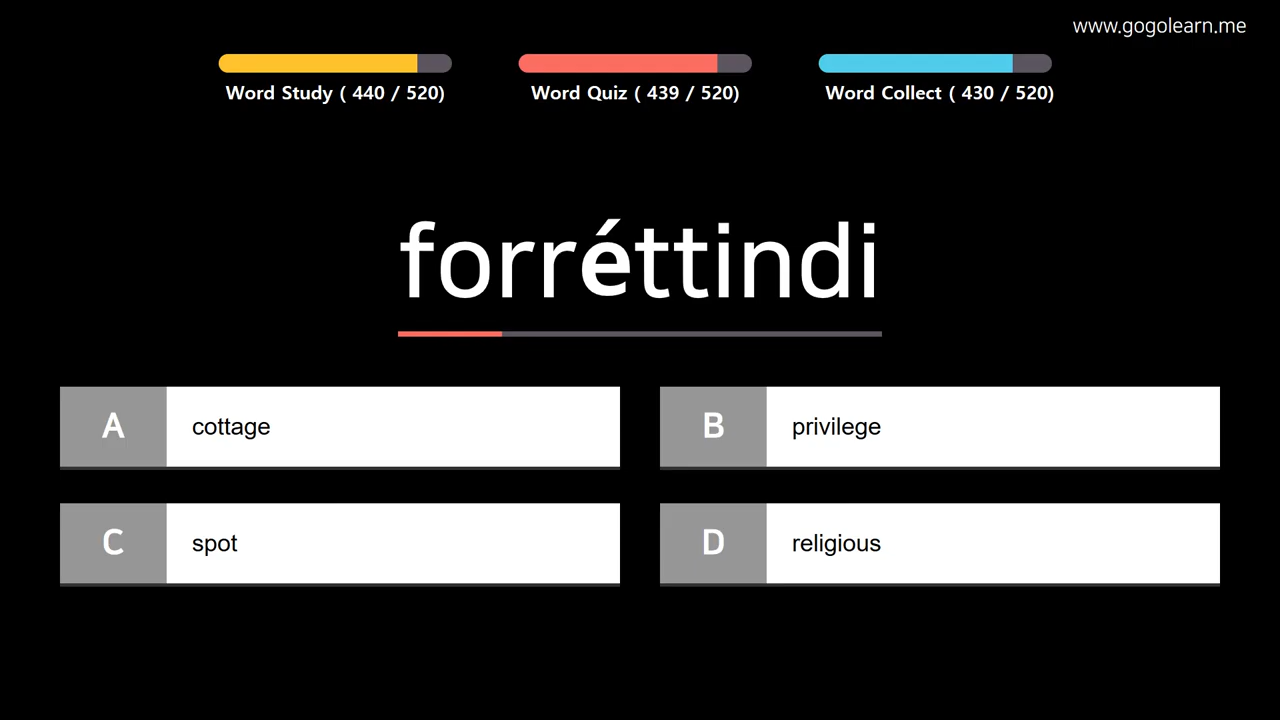 www.gogolearn.me
Word Study ( 440 / 520)
Word Quiz ( 439 / 520)
Word Collect ( 430 / 520)
forréttindi
A cottage
B privilege
C spot
D religious